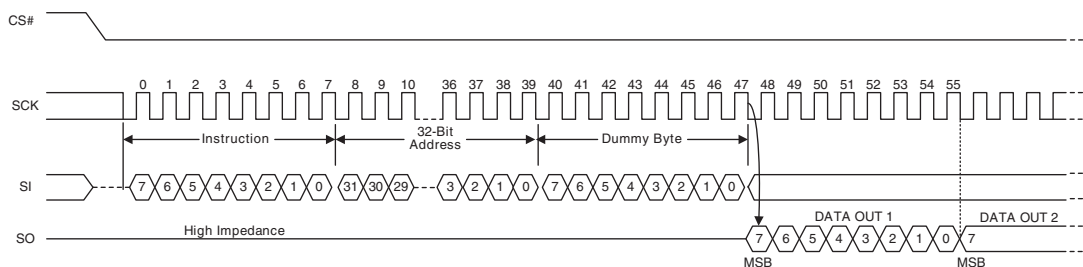 CS#
0 1 2 3 4 5 6 7 8 9 10 36 37 38 39 40 41 42 43 44 45 46 47 48 49 50 51 52 53 54 55
SCK
Instruction 32-Bit Address Dummy Byte
SI 7 6 5 4 3 2 1 0 31 30 29 3 2 1 0 7 6 5 4 3 2 1 0
DATA OUT 1 DATA OUT 2
SO High Impedance 7 6 5 4 3 2 1 0 7
MSB MSB